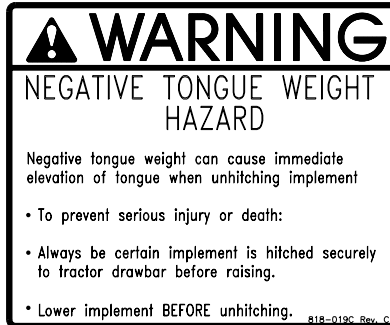 WARNING
NEGATIVE TONGUE WEIGHT
HAZARD
Negative tongue weight can cause immediate
elevation of tongue when unhitching implement
• To prevent serious injury or death:
• Always be certain implement is hitched securely
to tractor drawbar before raising.
• Lower implement BEFORE unhitching.
818-019C Rev. C